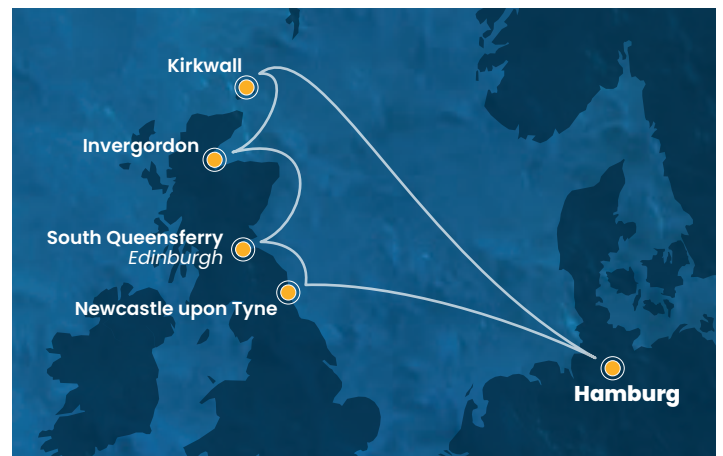 Kirkwall
Invergordon
South Queensferry
Edinburgh
Newcastle upon Tyne
Hamburg